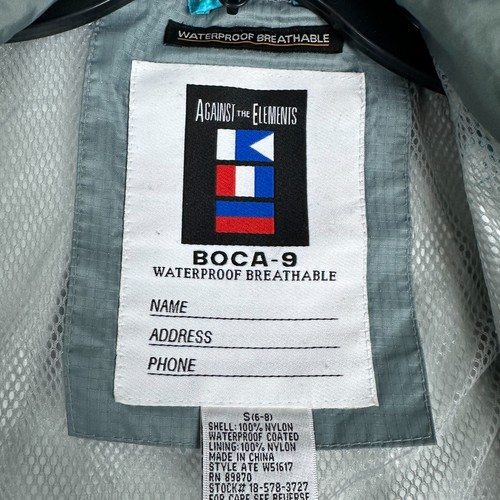 WATERPROOF BREATHABLE
AGAINST THE ELEMENTS
BOCA-9
WATERPROOF BREATHABLE
NAME
ADDRESS
PHONE
S(6-8)
SHELL: 100% NYLON
WATERPROOF COATED
LINING: 100% NYLON
MADE IN CHINA
STYLE ATE W51617
RN 89870
STOCK# 18-578-3727
FOR CARE SEE REVERSE